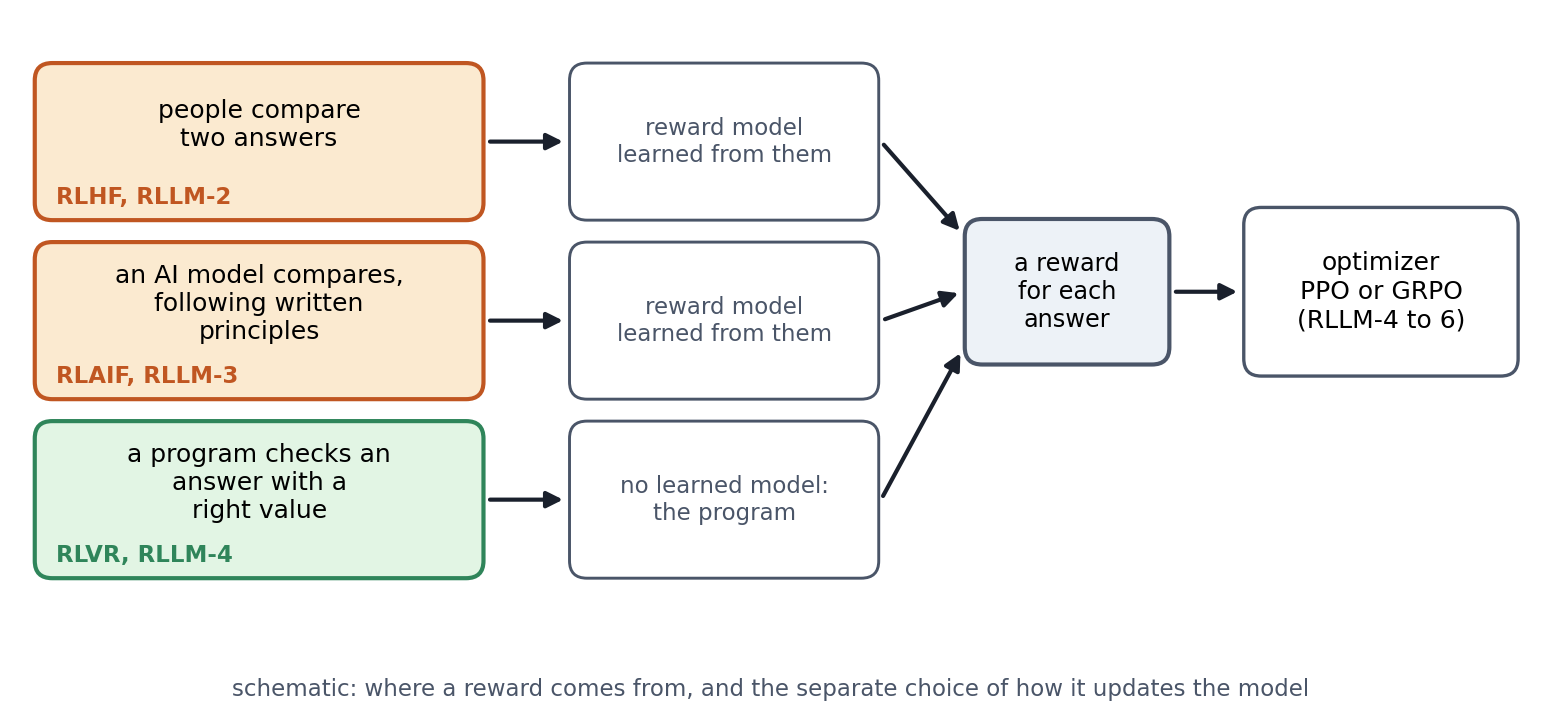 people compare
two answers
RLHF, RLLM-2
reward model
learned from them
an AI model compares,
following written
principles
RLAIF, RLLM-3
reward model
learned from them
a program checks an
answer with a
right value
RLVR, RLLM-4
no learned model:
the program
a reward
for each
answer
optimizer
PPO or GRPO
(RLLM-4 to 6)
schematic: where a reward comes from, and the separate choice of how it updates the model